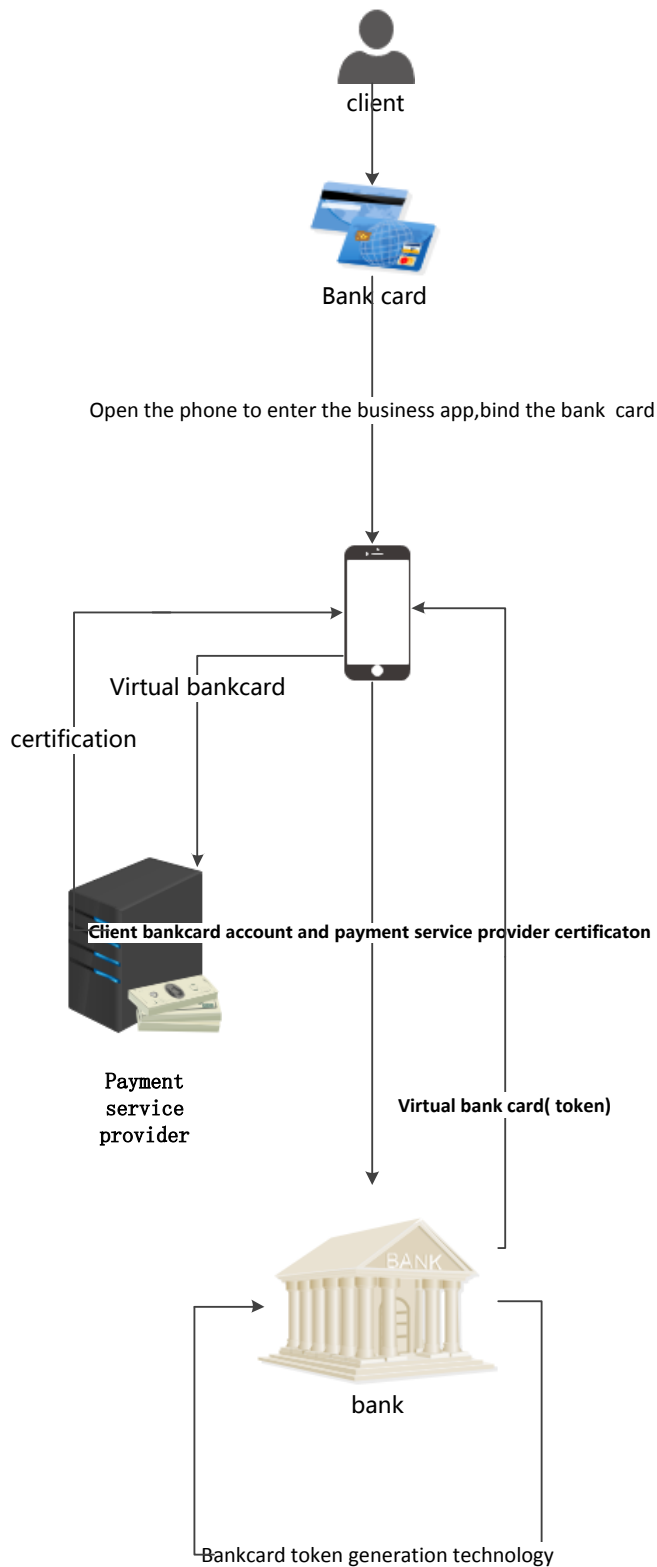 client
Bank card
Open the phone to enter the business app,bind the bank  card
Virtual bankcard
certification
Client bankcard account and payment service provider certificaton
Payment
service
provider
Virtual bank card( token)
BANK
bank
Bankcard token generation technology